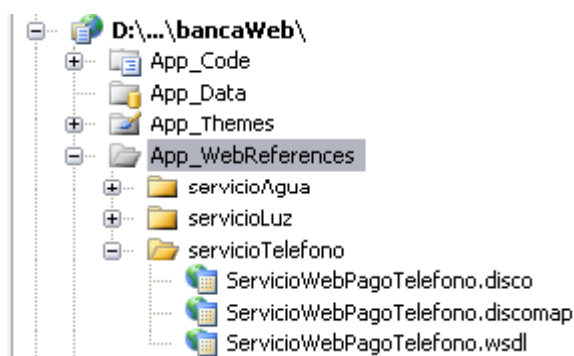 D:\...\bancaWeb\
App_Code
App_Data
App_Themes
App_WebReferences
servicioAgua
servicioLuz
servicioTelefono
ServicioWebPagoTelefono.disco
ServicioWebPagoTelefono.discomap
ServicioWebPagoTelefono.wsdl